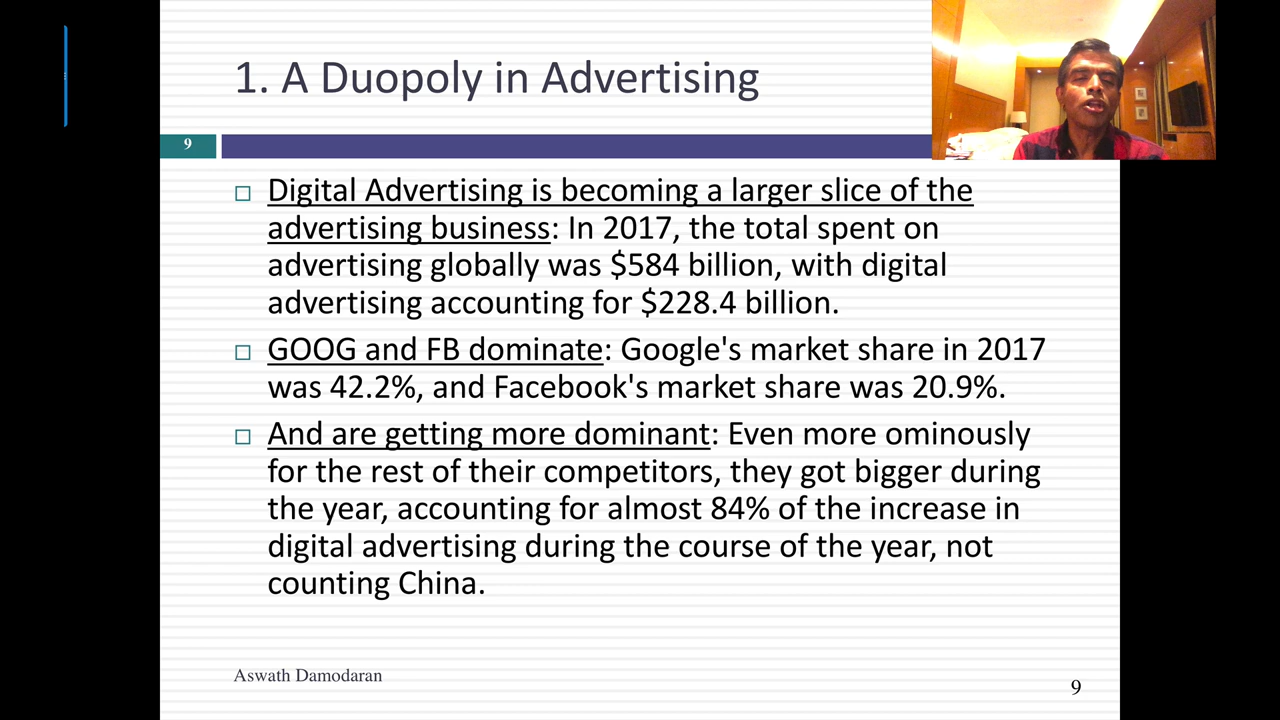 1. A Duopoly in Advertising
9
□ Digital Advertising is becoming a larger slice of the
advertising business: In 2017, the total spent on
advertising globally was $584 billion, with digital
advertising accounting for $228.4 billion.
□ GOOG and FB dominate: Google's market share in 2017
was 42.2%, and Facebook's market share was 20.9%.
□ And are getting more dominant: Even more ominously
for the rest of their competitors, they got bigger during
the year, accounting for almost 84% of the increase in
digital advertising during the course of the year, not
counting China.
Aswath Damodaran
9